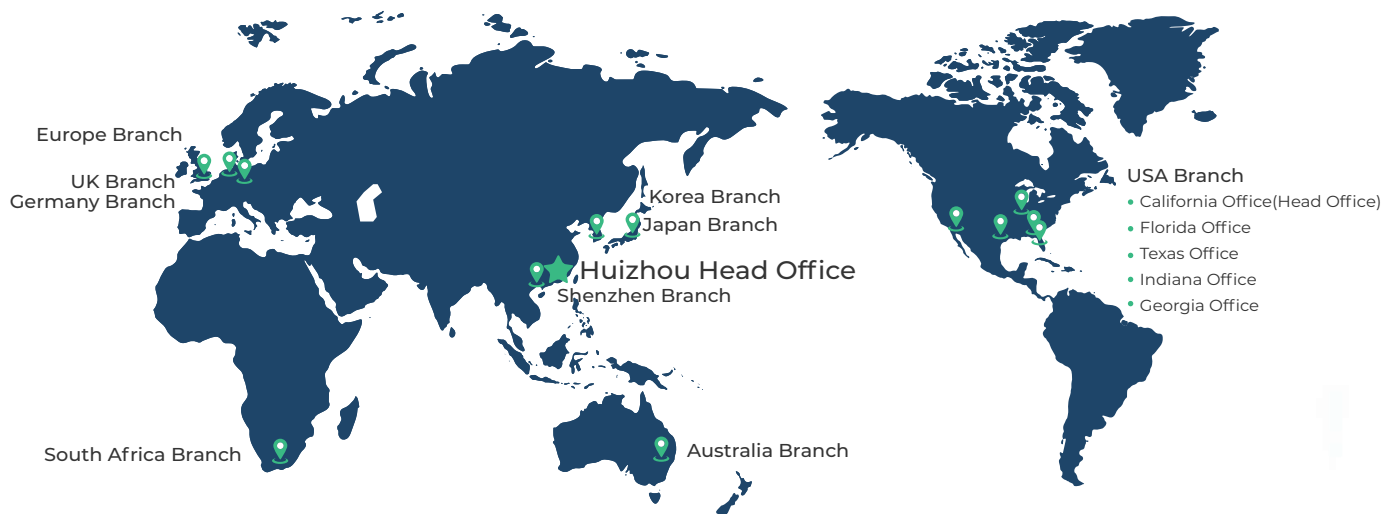 Europe Branch
UK Branch
Germany Branch
South Africa Branch
Korea Branch
Japan Branch
Huizhou Head Office
Shenzhen Branch
Australia Branch
USA Branch
California Office(Head Office)
Florida Office
Texas Office
Indiana Office
Georgia Office